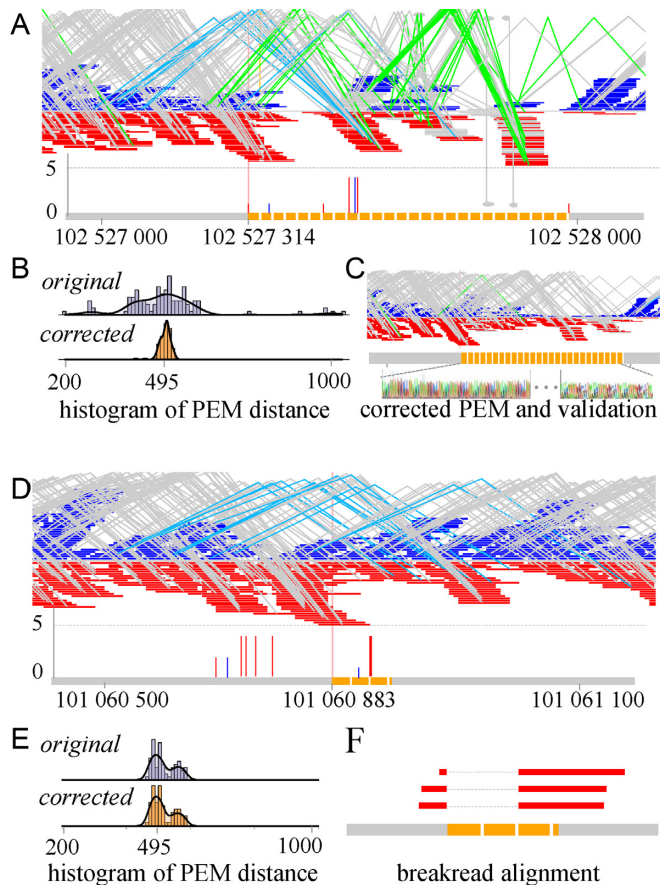 A
5
0
102 527 000
102 527 314
102 528 000
B
original
corrected
200
495
1000
histogram of PEM distance
C
corrected PEM and validation
D
5
0
101 060 500
101 060 883
101 061 100
E
original
corrected
200
495
1000
histogram of PEM distance
F
breakread alignment